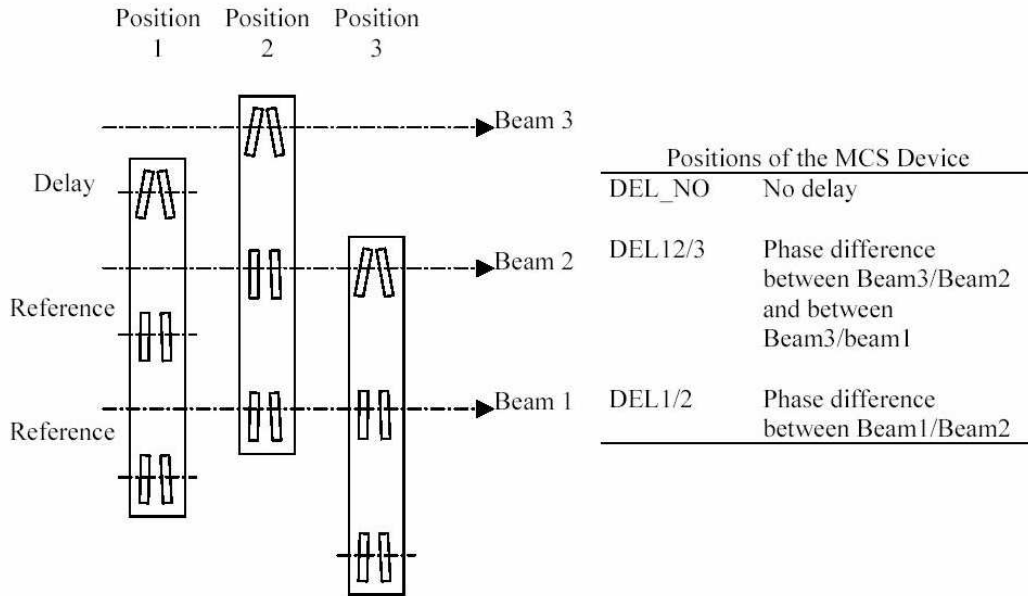 Position Position Position
1 2 3
Beam 3
Delay
Beam 2
Reference
Beam 1
Reference
Positions of the MCS Device
DEL_NO No delay
DEL12/3 Phase difference
between Beam3/Beam2
and between
Beam3/beam1
DEL1/2 Phase difference
between Beam1/Beam2